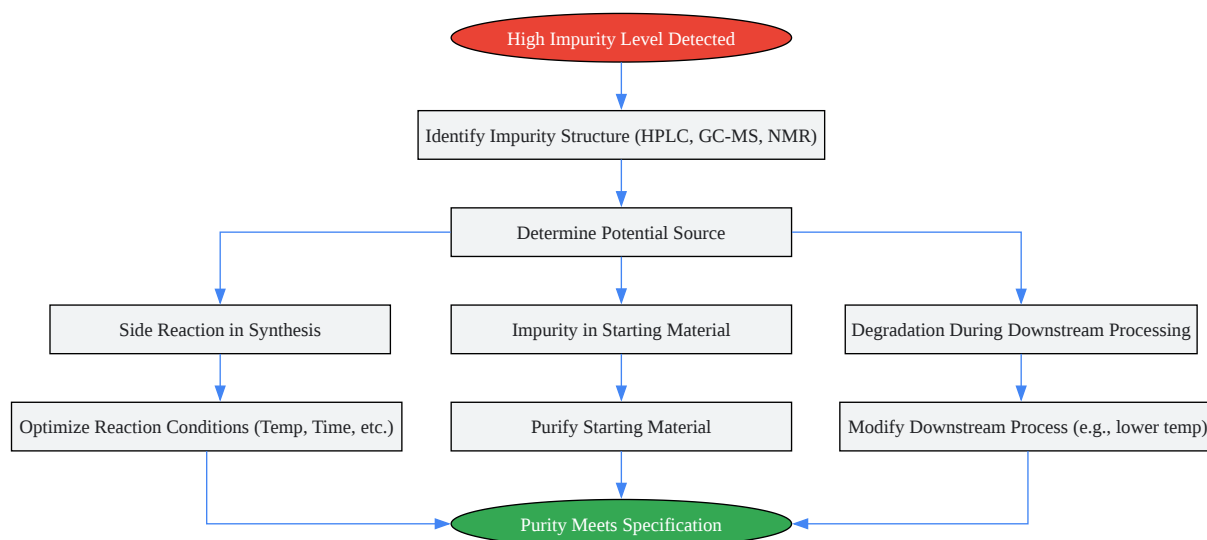 High Impurity Level Detected
Identify Impurity Structure (HPLC, GC-MS, NMR)
Determine Potential Source
Side Reaction in Synthesis
Impurity in Starting Material
Degradation During Downstream Processing
Optimize Reaction Conditions (Temp, Time, etc.)
Purify Starting Material
Modify Downstream Process (e.g., lower temp)
Purity Meets Specification